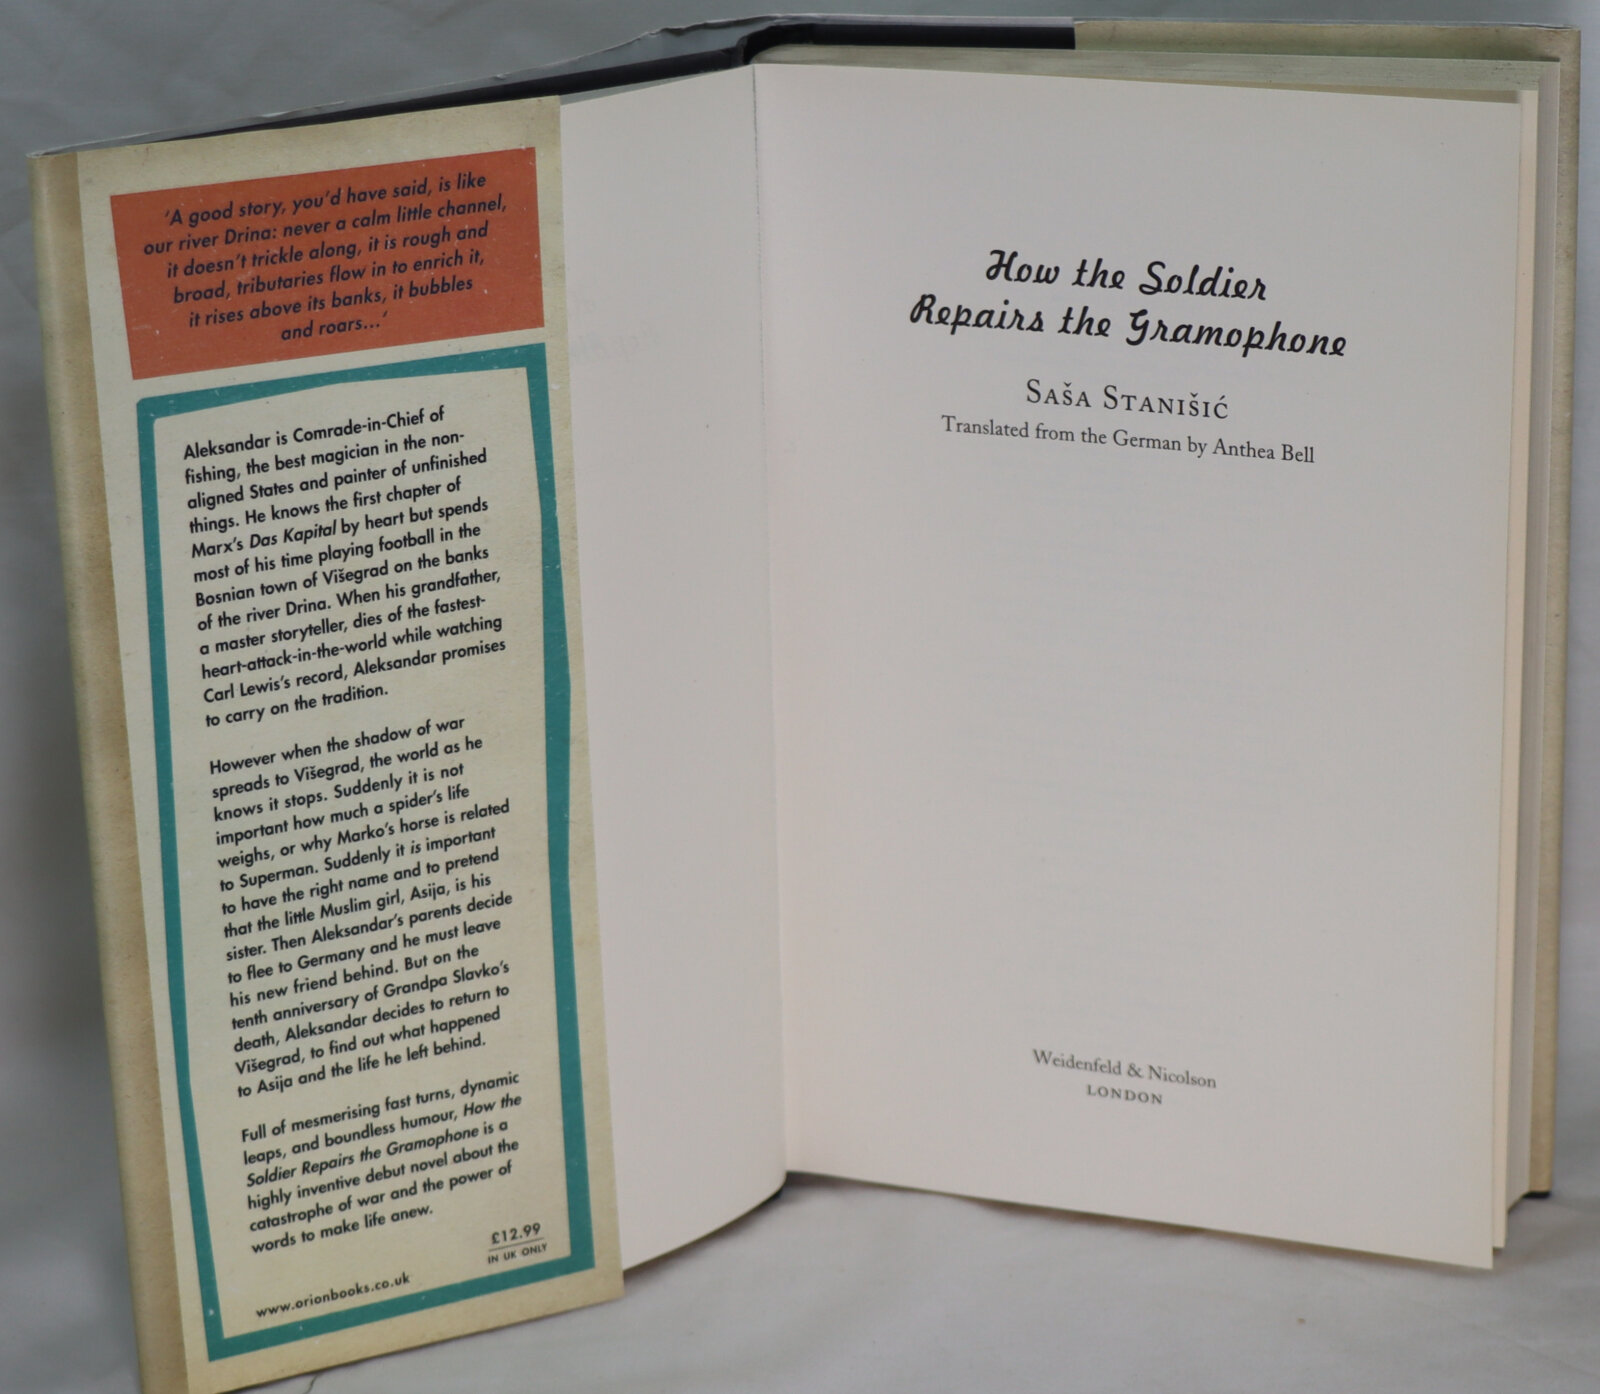 'A good story, you'd have said, is like
our river Drina: never a calm little channel,
it doesn't trickle along, it is rough and
broad, tributaries flow in to enrich it,
it rises above its banks, it bubbles
and roars...'
Aleksandar is Comrade-in-Chief of
fishing, the best magician in the non-
aligned States and painter of unfinished
things. He knows the first chapter of
Marx's Das Kapital by heart but spends
most of his time playing football in the
Bosnian town of Višegrad on the banks
of the river Drina. When his grandfather,
a master storyteller, dies of the fastest-
heart-attack-in-the-world while watching
Carl Lewis's record, Aleksandar promises
to carry on the tradition.
However when the shadow of war
spreads to Višegrad, the world as he
knows it stops. Suddenly it is not
important how much a spider's life
weighs, or why Marko's horse is related
to Superman. Suddenly it is important
to have the right name and to pretend
that the little Muslim girl, Asija, is his
sister. Then Aleksandar's parents decide
to flee to Germany and he must leave
his new friend behind. But on the
tenth anniversary of Grandpa Slavko's
death, Aleksandar decides to return to
Višegrad, to find out what happened
to Asija and the life he left behind.
Full of mesmerising fast turns, dynamic
leaps, and boundless humour, How the
Soldier Repairs the Gramophone is a
highly inventive debut novel about the
catastrophe of war and the power of
words to make life anew.
£12.99
IN UK ONLY
www.orionbooks.co.uk
How the Soldier
Repairs the Gramophone
SAŠA STANIŠIĆ
Translated from the German by Anthea Bell
Weidenfeld & Nicolson
LONDON